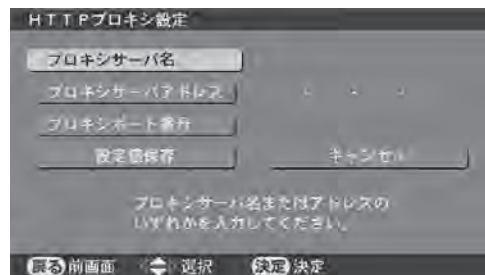 HTTPプロキシ設定
プロキシサーバ名
プロキシサーバアドレス
プロキシポート番号
設定値保存 キャンセル
プロキシサーバ名またはアドレスの
いずれかを入力してください。
戻る 前画面 選択 決定 決定